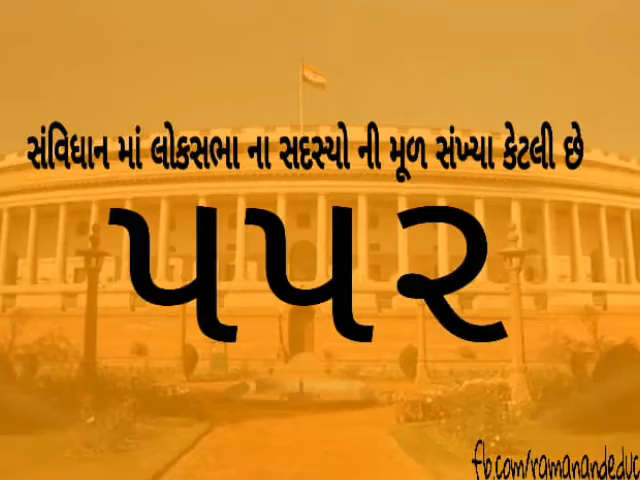 સંવિધાન માં લોકસભા ના સદસ્યો ની મૂળ સંખ્યા કેટલી છે
૫૫૨
fb.com/ramanandeduc